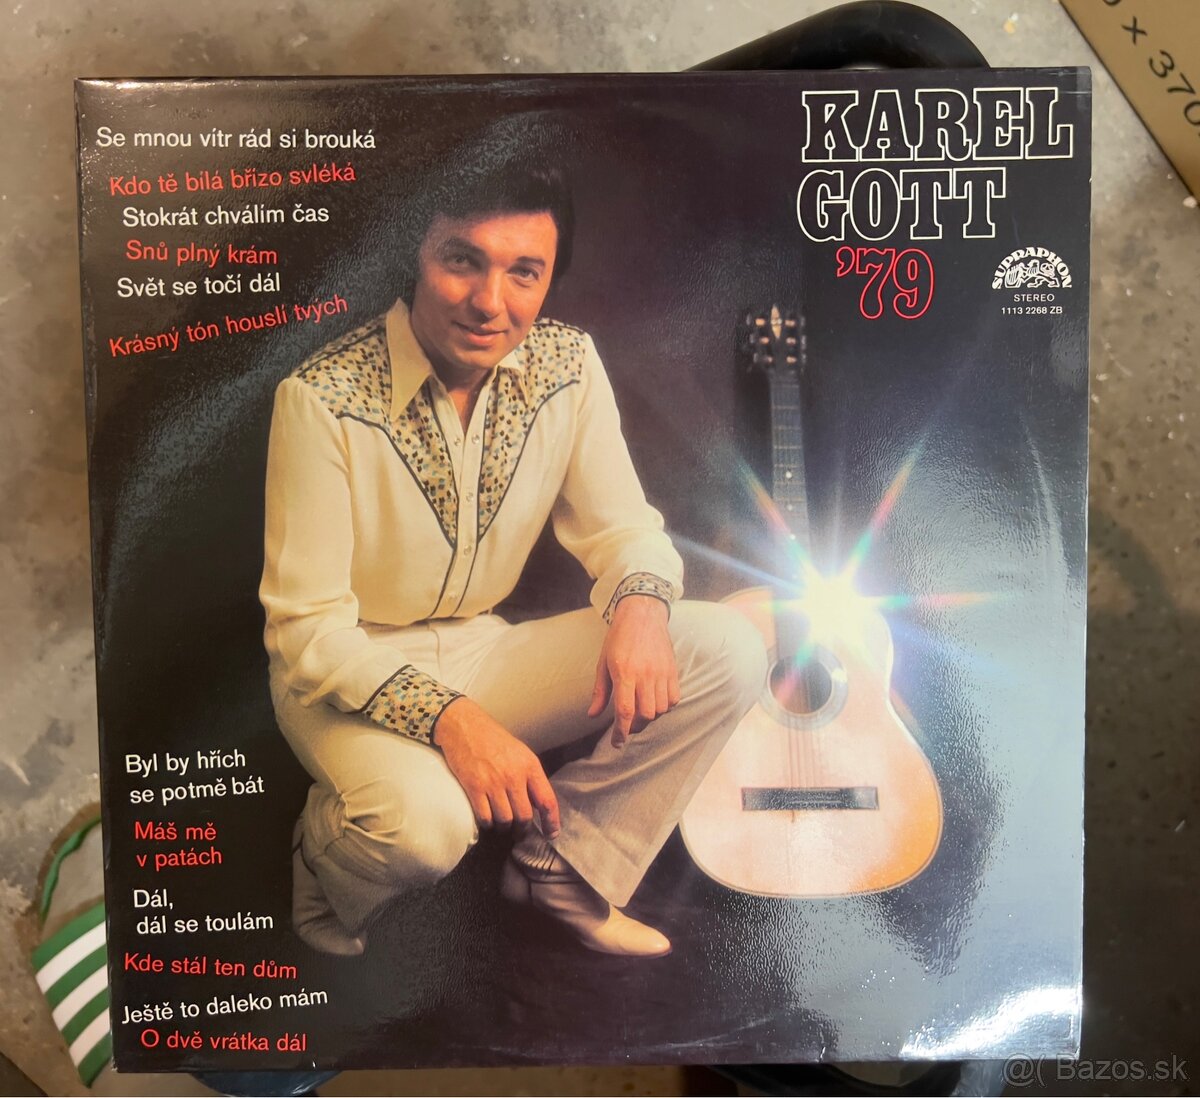 Se mnou vítr rád si brouká
Kdo tě bílá břízo svléká
Stokrát chválím čas
Snů plný krám
Svět se točí dál
Krásný tón houslí tvých
KAREL
GOTT
'79
SUPRAPHON
STEREO
1113 2268 ZB
Byl by hřích
se potmě bát
Máš mě
v patách
Dál,
dál se toulám
Kde stál ten dům
Ještě to daleko mám
O dvě vrátka dál
x 370
@( Bazos.sk